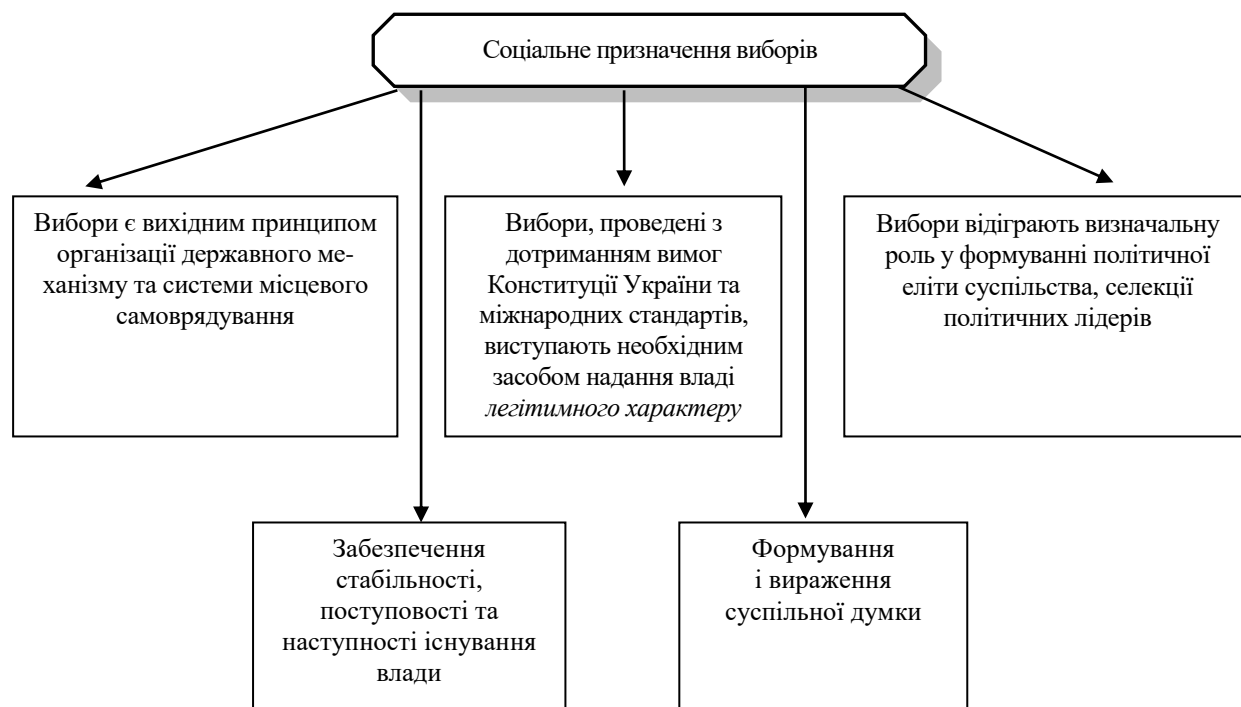 Соціальне призначення виборів
Вибори є вихідним принципом
організації державного ме-
ханізму та системи місцевого
самоврядування
Вибори, проведені з
дотриманням вимог
Конституції України та
міжнародних стандартів,
виступають необхідним
засобом надання владі
легітимного характеру
Вибори відіграють визначальну
роль у формуванні політичної
еліти суспільства, селекції
політичних лідерів
Забезпечення
стабільності,
поступовості та
наступності існування
влади
Формування
і вираження
суспільної думки